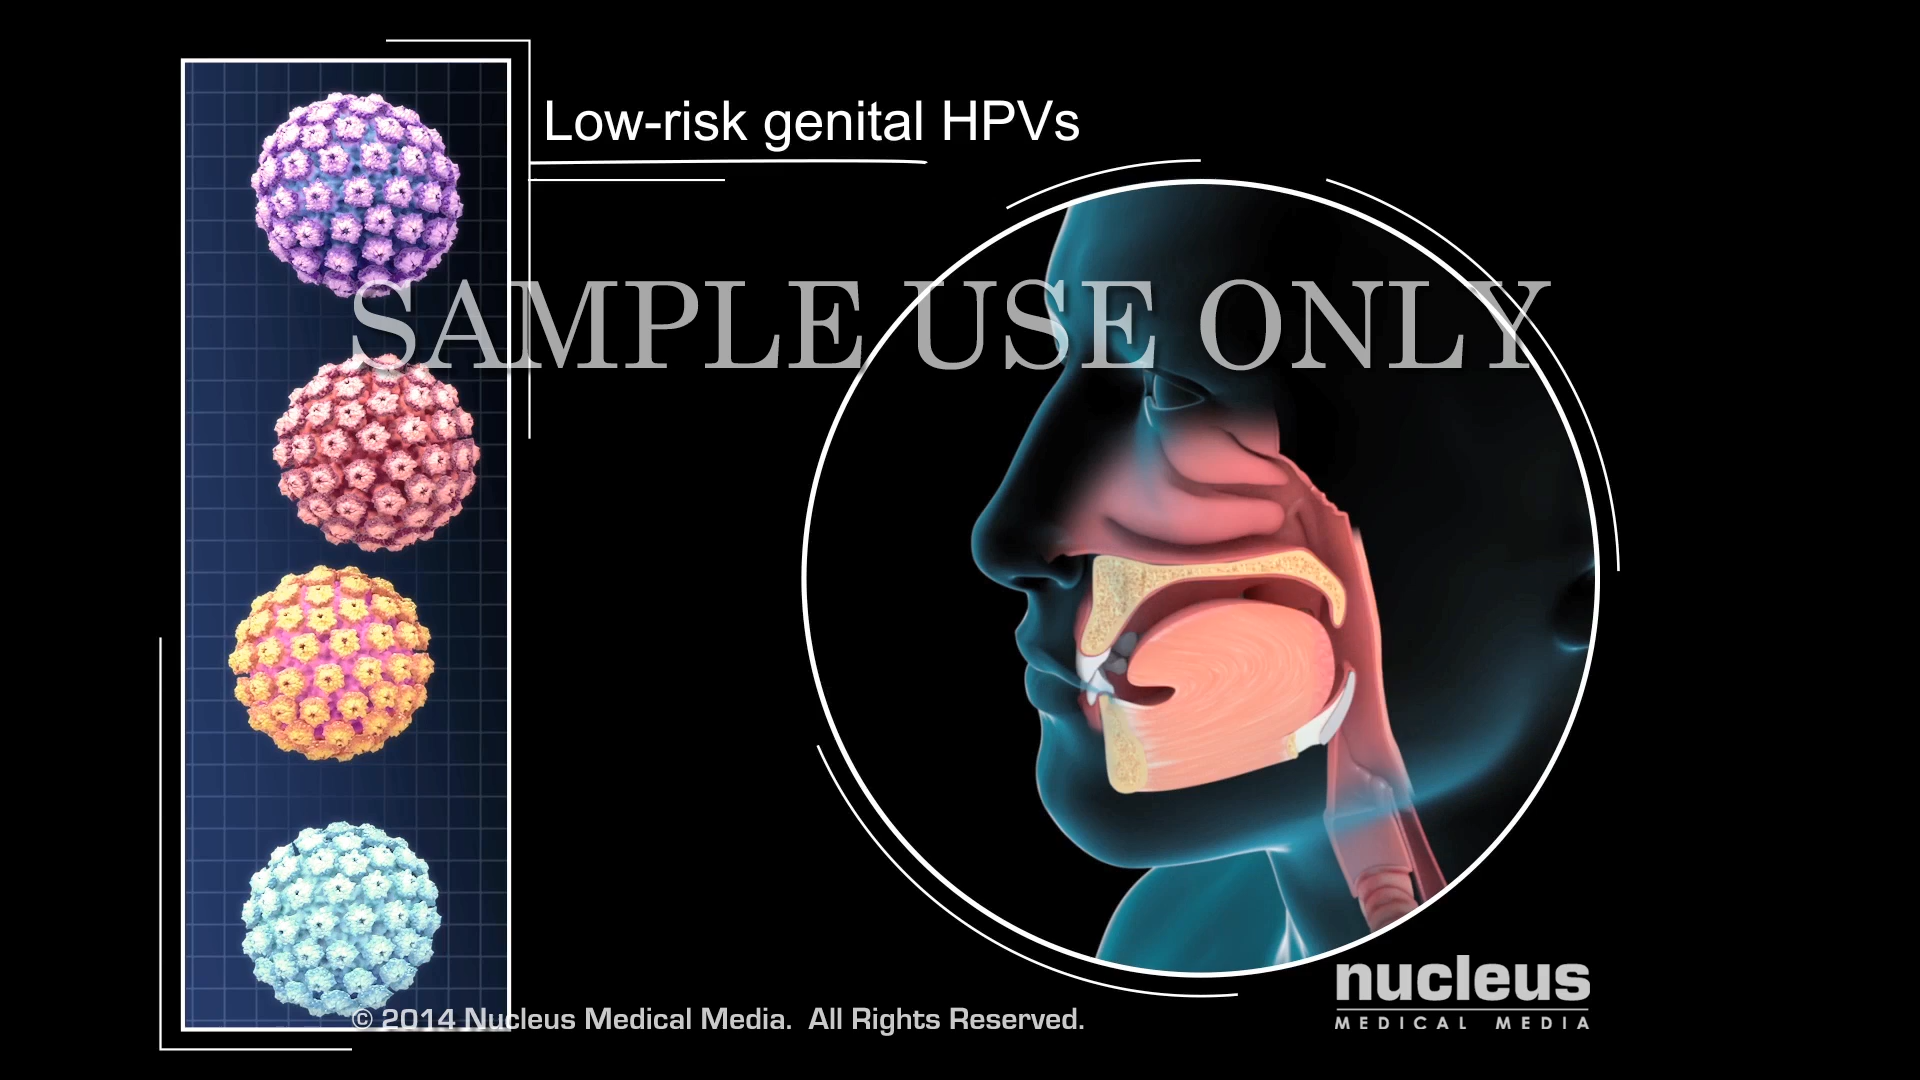 Low-risk genital HPVs
SAMPLE USE ONLY
nucleus
MEDICAL MEDIA
© 2014 Nucleus Medical Media. All Rights Reserved.